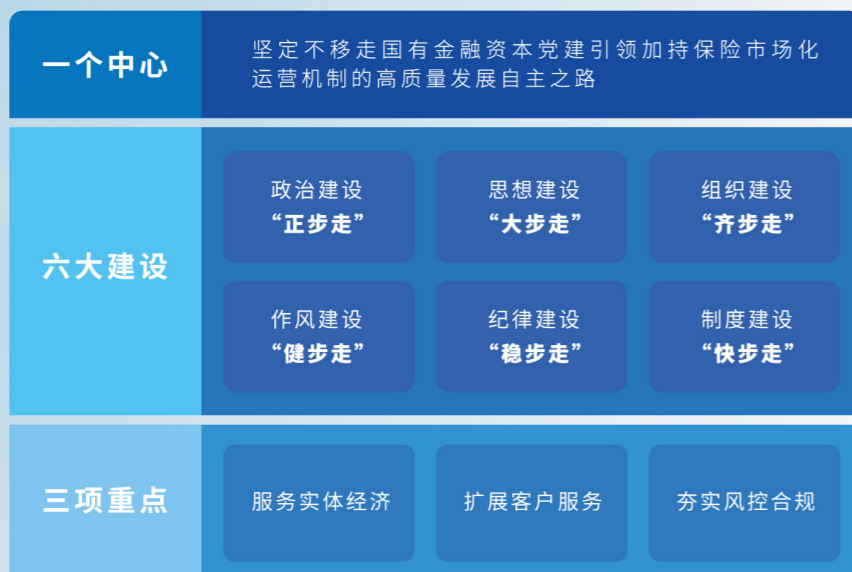 一个中心
坚定不移走国有金融资本党建引领加持保险市场化
运营机制的高质量发展自主之路
六大建设
政治建设
“正步走”
思想建设
“大步走”
组织建设
“齐步走”
作风建设
“健步走”
纪律建设
“稳步走”
制度建设
“快步走”
三项重点
服务实体经济
扩展客户服务
夯实风控合规